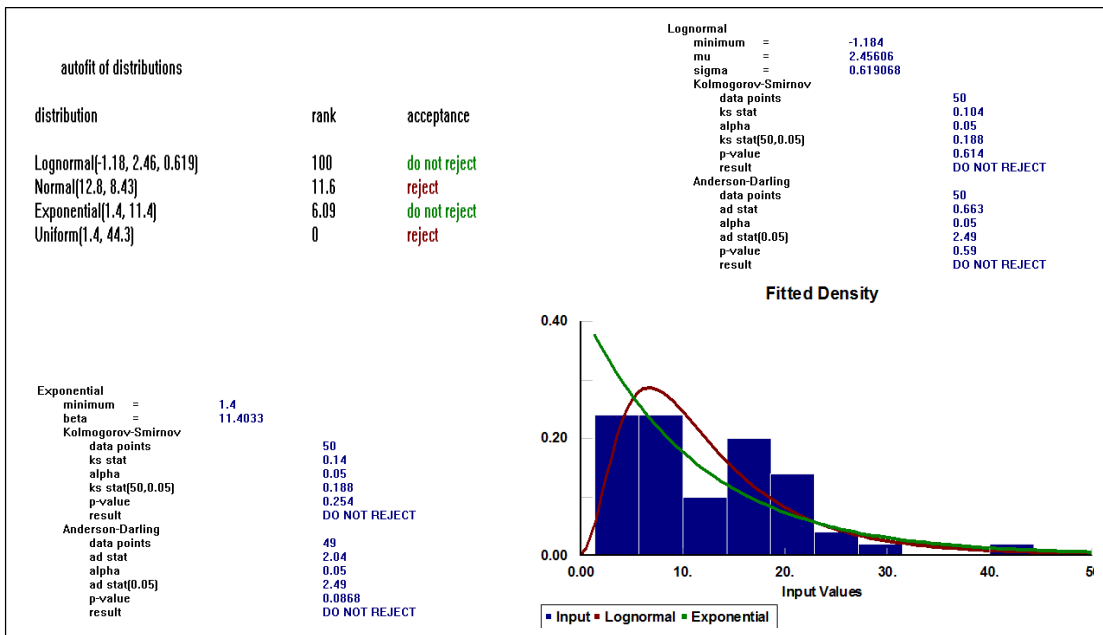 autofit of distributions
distribution rank acceptance
Lognormal(-1.18, 2.46, 0.619) 100 do not reject
Normal(12.8, 8.43) 11.6 reject
Exponential(1.4, 11.4) 6.09 do not reject
Uniform(1.4, 44.3) 0 reject
Lognormal
minimum = -1.184
mu = 2.45606
sigma = 0.619068
Kolmogorov-Smirnov
data points 50
ks stat 0.104
alpha 0.05
ks stat(50,0.05) 0.188
p-value 0.614
result DO NOT REJECT
Anderson-Darling
data points 50
ad stat 0.663
alpha 0.05
ad stat(0.05) 2.49
p-value 0.59
result DO NOT REJECT
Exponential
minimum = 1.4
beta = 11.4033
Kolmogorov-Smirnov
data points 50
ks stat 0.14
alpha 0.05
ks stat(50,0.05) 0.188
p-value 0.254
result DO NOT REJECT
Anderson-Darling
data points 49
ad stat 2.04
alpha 0.05
ad stat(0.05) 2.49
p-value 0.0868
result DO NOT REJECT
Fitted Density
0.40
0.20
0.00
0.00 10. 20. 30. 40. 50
Input Values
Input Lognormal Exponential